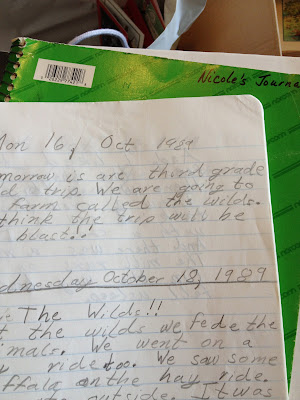 Nicole's Journa
Mon 16, Oct 1989
morrow is are third grade
d trip. We are going to
farm called the wilds.
think the trip will be
blast!!
dnesday October 18, 1989
The Wilds!!
t the wilds we fede the
imals. We went on a
y ride too. We saw some
ffalo on the hay ride.
outside. It was